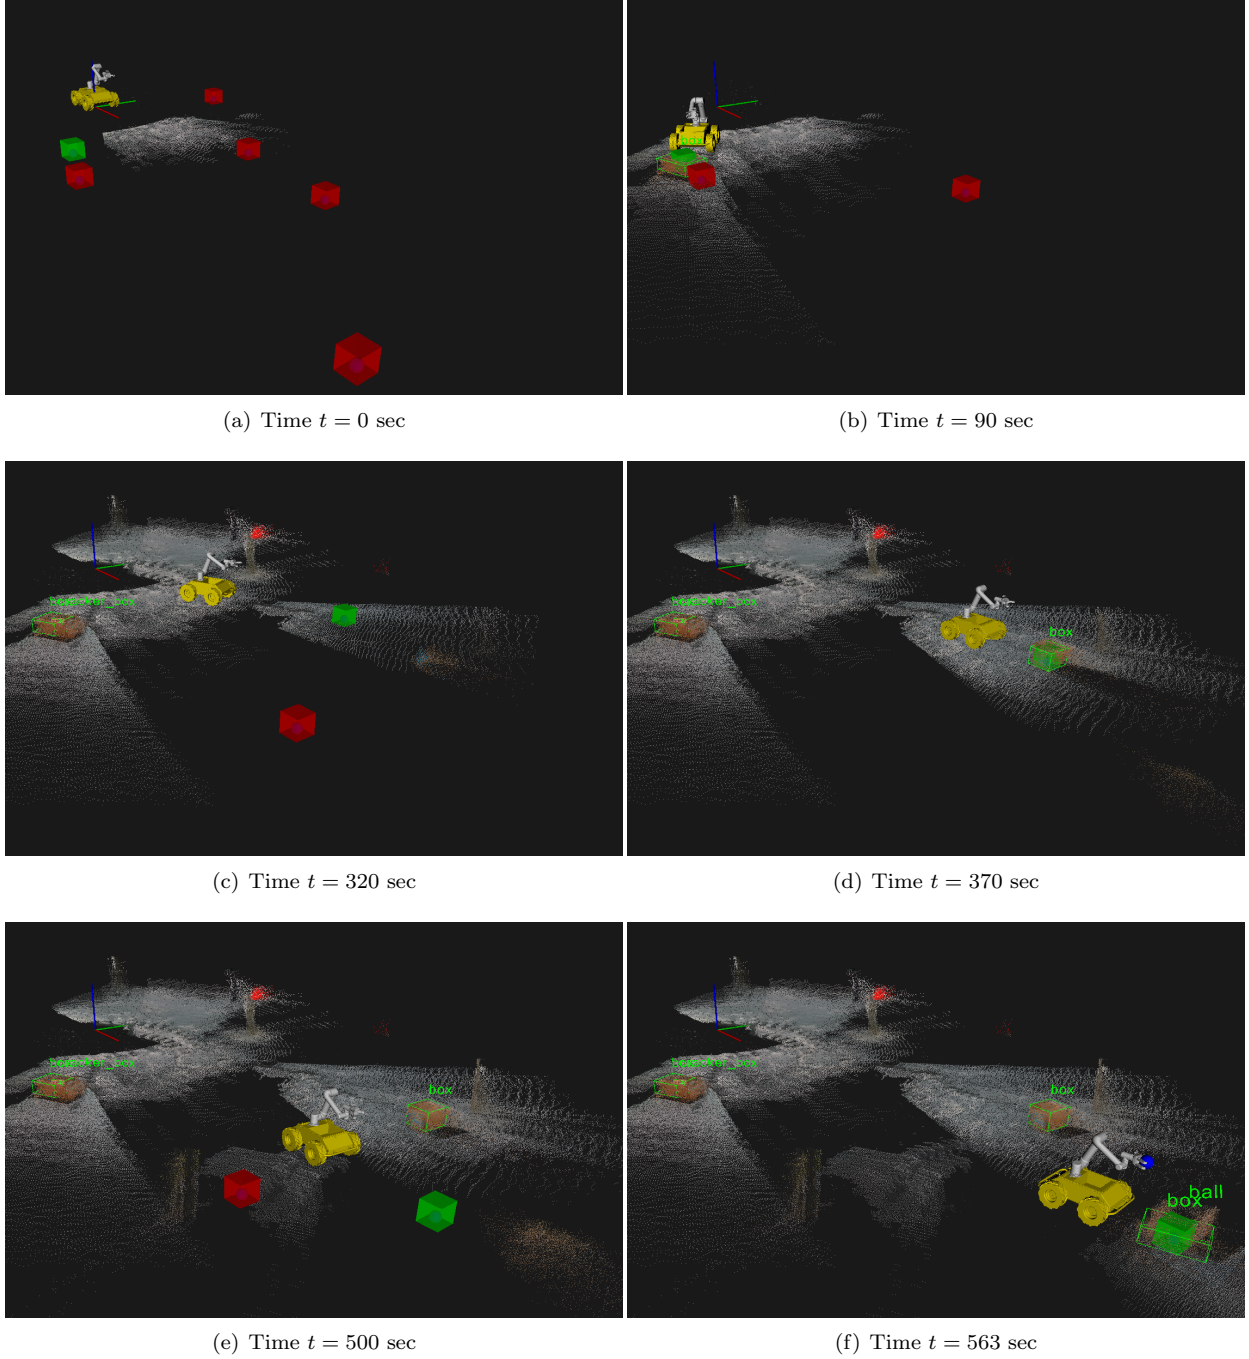 box
(a) Time t = 0 sec
(b) Time t = 90 sec
box
(c) Time t = 320 sec
(d) Time t = 370 sec
box
box
ball
box
(e) Time t = 500 sec
(f) Time t = 563 sec